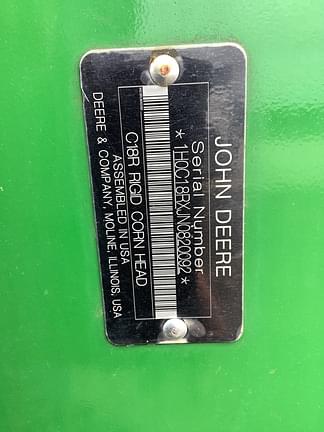 JOHN DEERE
Serial Number
*1H0C18RXJN0820092*
C18R RIGID CORN HEAD
ASSEMBLED IN USA
DEERE & COMPANY, MOLINE, ILLINOIS, USA